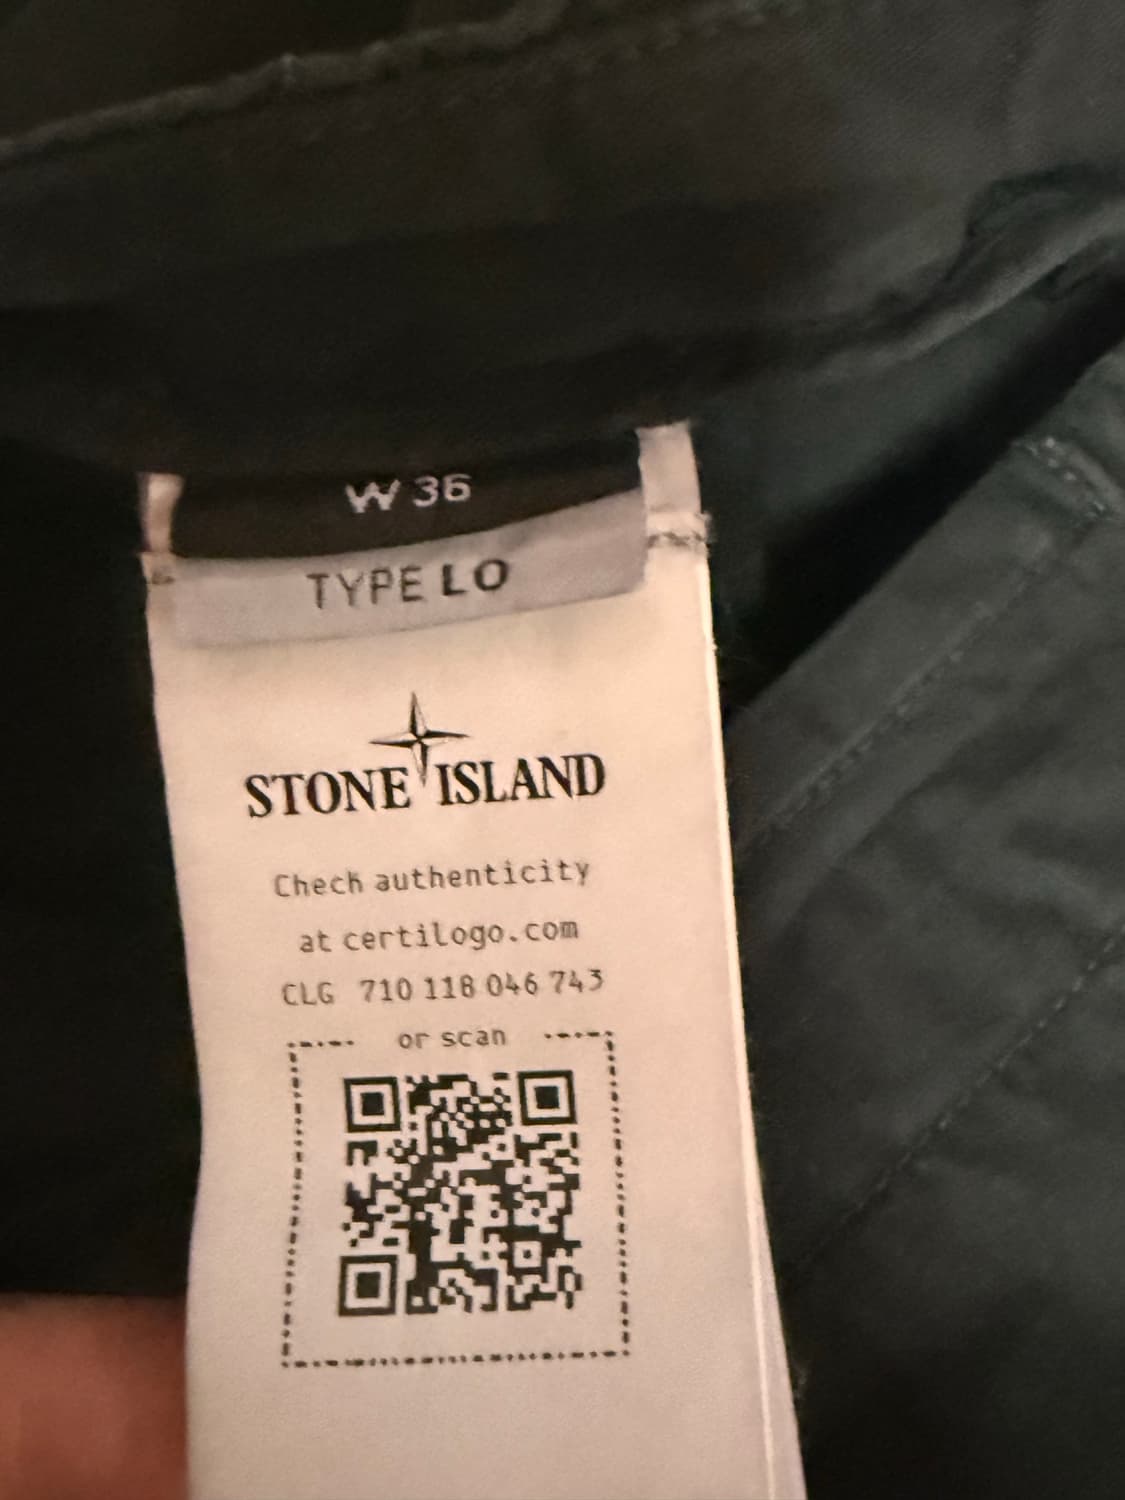 W 36
TYPE LO
STONE ISLAND
Check authenticity
at certilogo.com
CLG 710 118 046 743
or scan